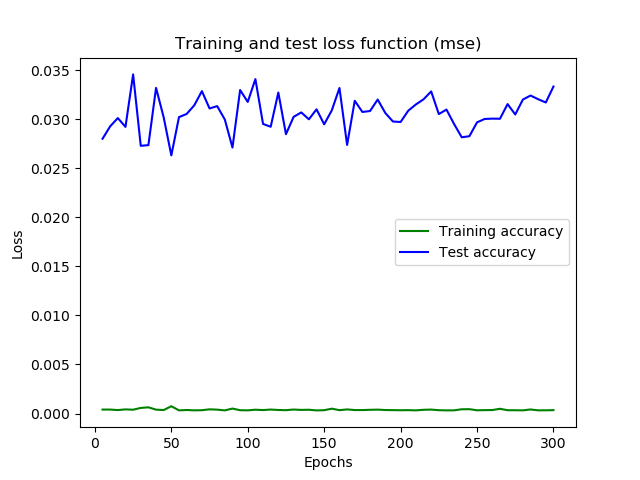 Training and test loss function (mse)
0.035
0.030
0.025
0.020
0.015
0.010
0.005
0.000
Loss
Training accuracy
Test accuracy
0 50 100 150 200 250 300
Epochs